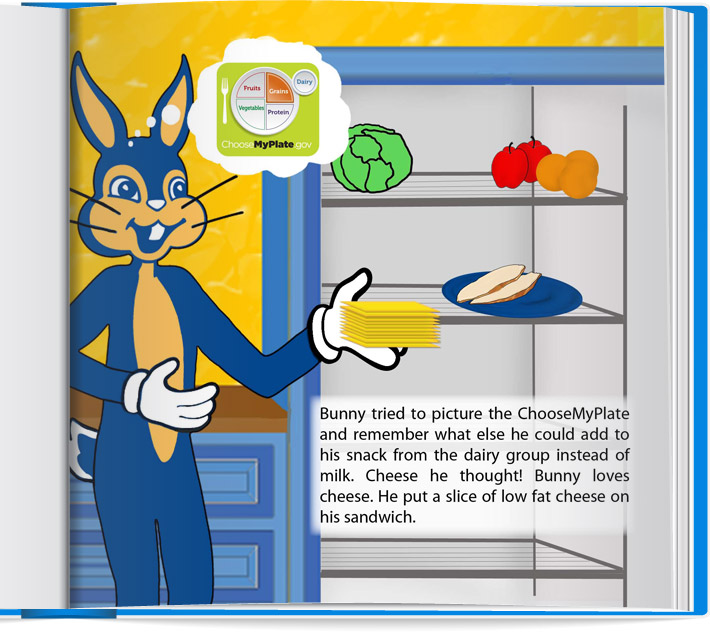 Fruits
Grains
Dairy
Vegetables
Protein
ChooseMyPlate.gov
Bunny tried to picture the ChooseMyPlate
and remember what else he could add to
his snack from the dairy group instead of
milk. Cheese he thought! Bunny loves
cheese. He put a slice of low fat cheese on
his sandwich.